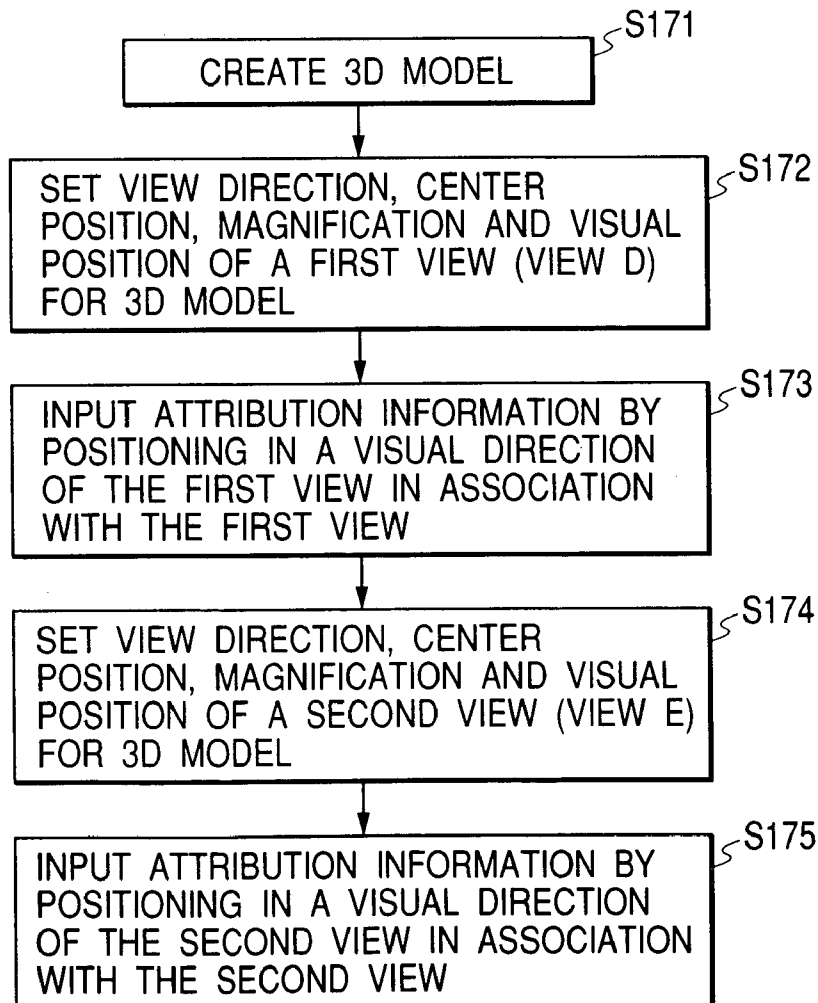 S171
CREATE 3D MODEL
S172
SET VIEW DIRECTION, CENTER
POSITION, MAGNIFICATION AND VISUAL
POSITION OF A FIRST VIEW (VIEW D)
FOR 3D MODEL
S173
INPUT ATTRIBUTION INFORMATION BY
POSITIONING IN A VISUAL DIRECTION
OF THE FIRST VIEW IN ASSOCIATION
WITH THE FIRST VIEW
S174
SET VIEW DIRECTION, CENTER
POSITION, MAGNIFICATION AND VISUAL
POSITION OF A SECOND VIEW (VIEW E)
FOR 3D MODEL
S175
INPUT ATTRIBUTION INFORMATION BY
POSITIONING IN A VISUAL DIRECTION
OF THE SECOND VIEW IN ASSOCIATION
WITH THE SECOND VIEW